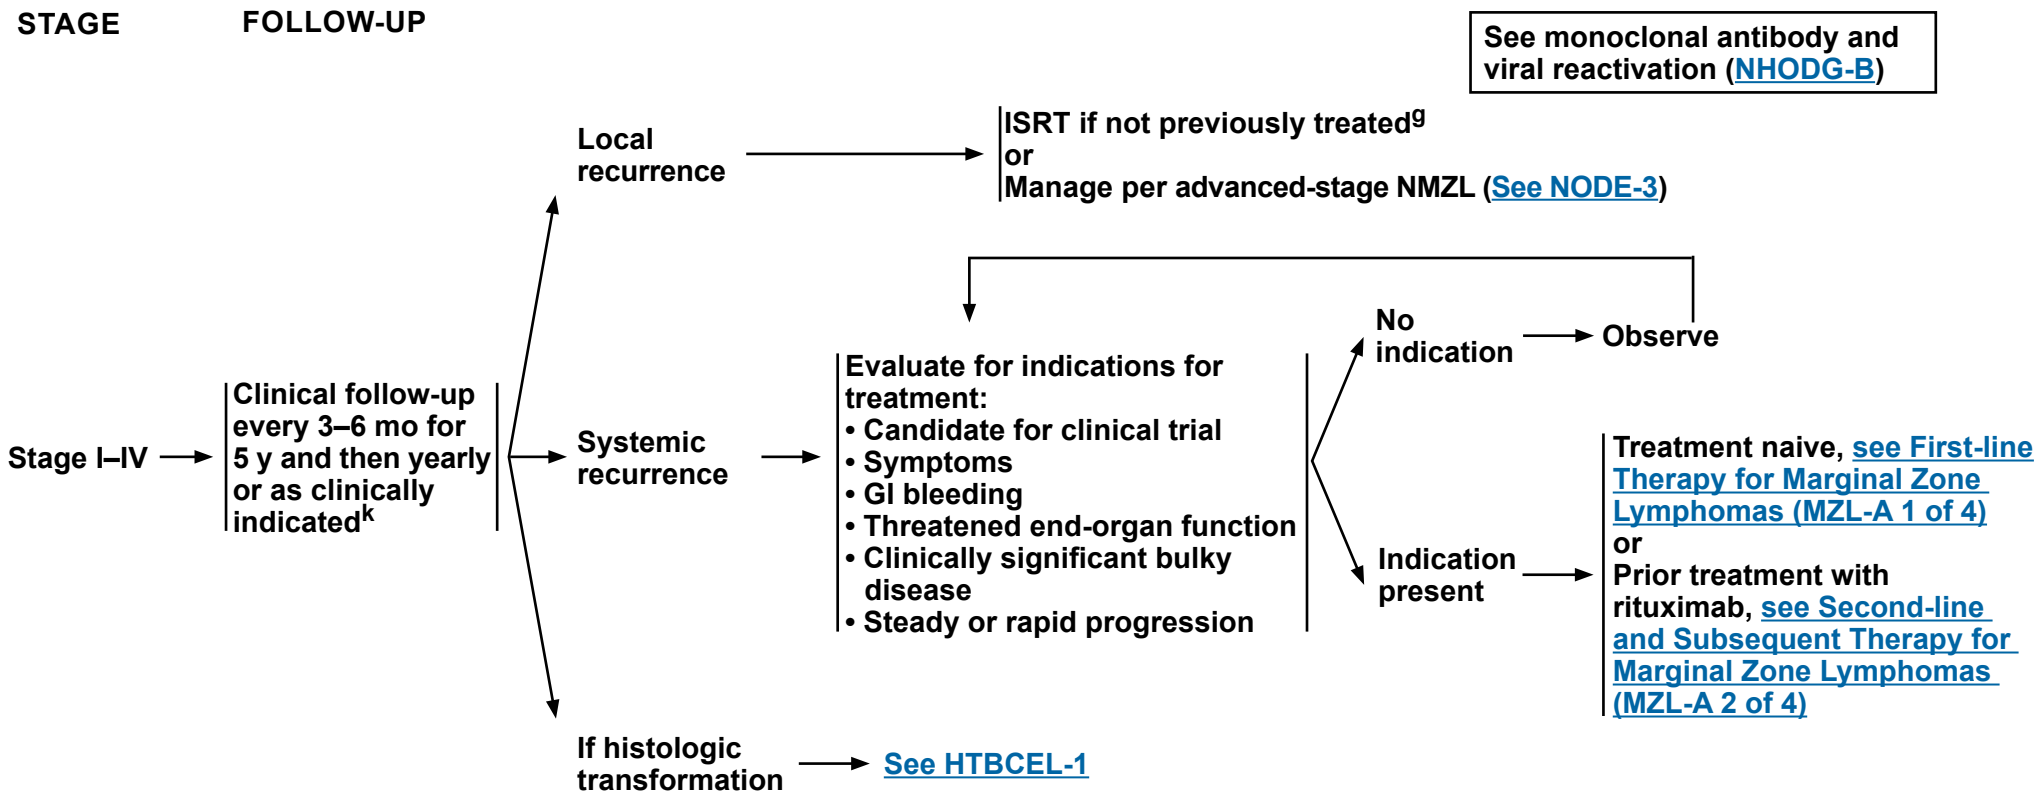 STAGE
FOLLOW-UP
See monoclonal antibody and
viral reactivation (NHODG-B)
Local
recurrence
ISRT if not previously treatedg
or
Manage per advanced-stage NMZL (See NODE-3)
Stage I–IV
Clinical follow-up
every 3–6 mo for
5 y and then yearly
or as clinically
indicatedk
Systemic
recurrence
Evaluate for indications for
treatment:
• Candidate for clinical trial
• Symptoms
• GI bleeding
• Threatened end-organ function
• Clinically significant bulky
disease
• Steady or rapid progression
No
indication
Observe
Indication
present
Treatment naive, see First-line
Therapy for Marginal Zone
Lymphomas (MZL-A 1 of 4)
or
Prior treatment with
rituximab, see Second-line
and Subsequent Therapy for
Marginal Zone Lymphomas
(MZL-A 2 of 4)
If histologic
transformation
See HTBCEL-1